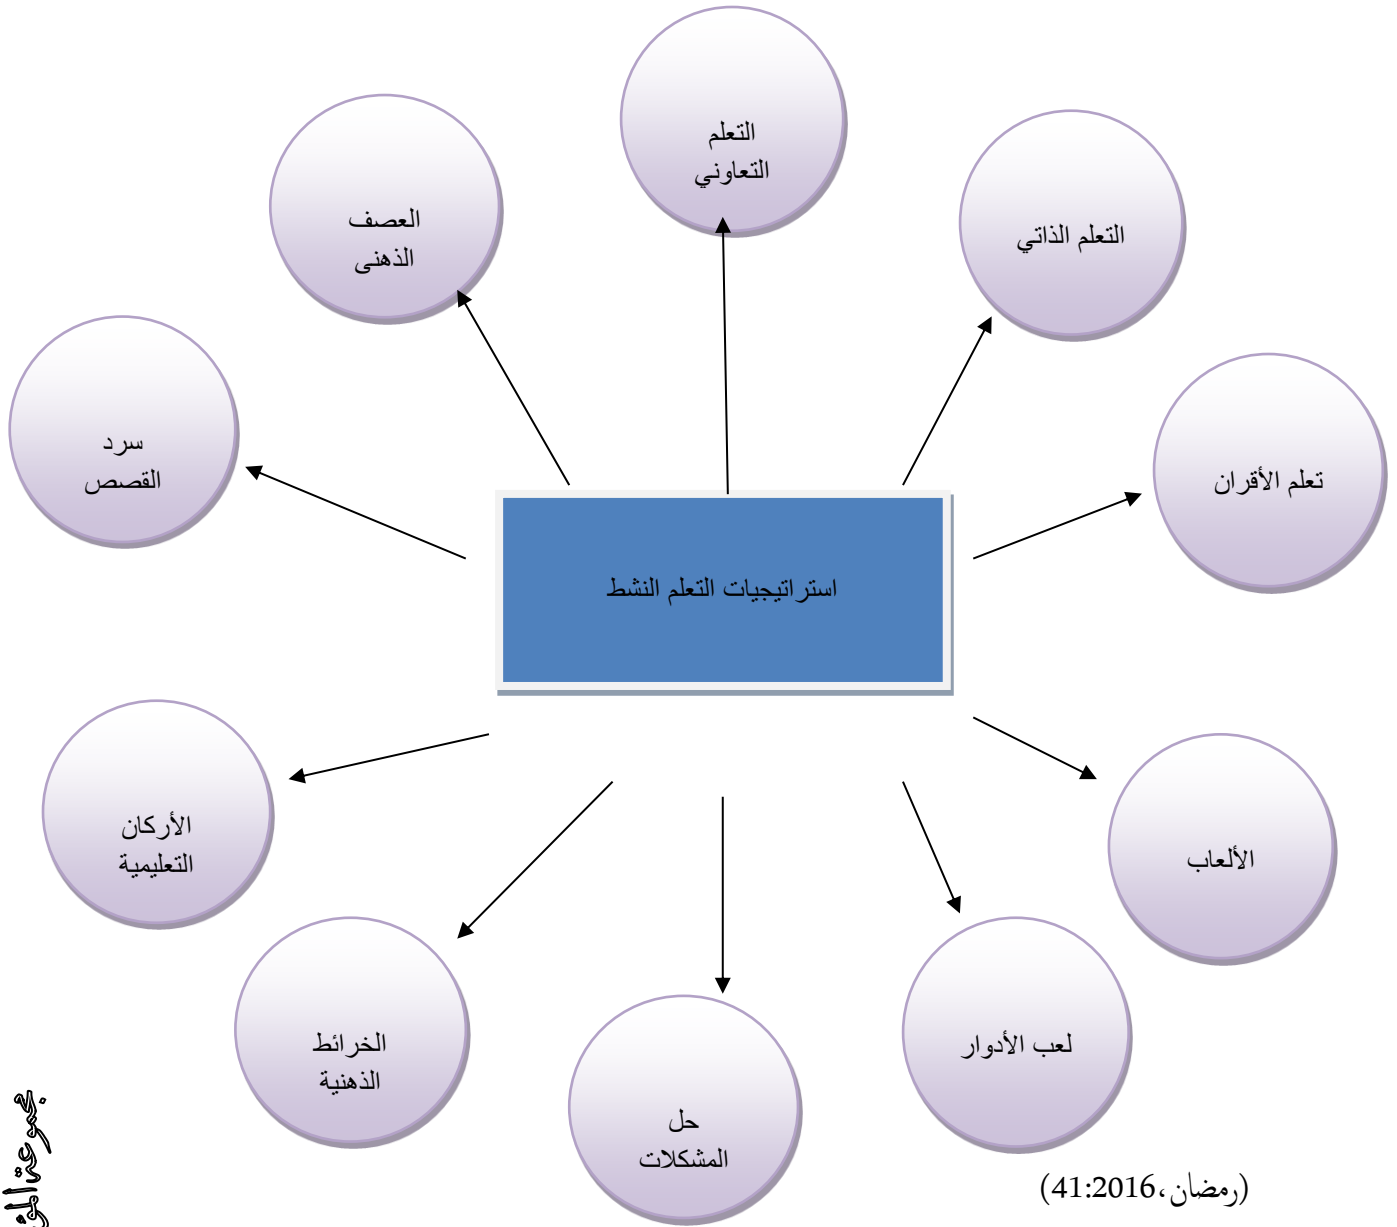 التعلم
التعاوني
التعلم الذاتي
العصف
الذهنى
تعلم الأقران
سرد
القصص
استراتيجيات التعلم النشط
الألعاب
الأركان
التعليمية
لعب الأدوار
الخرائط
الذهنية
حل
المشكلات
(رمضان،41:2016)
مجموعة